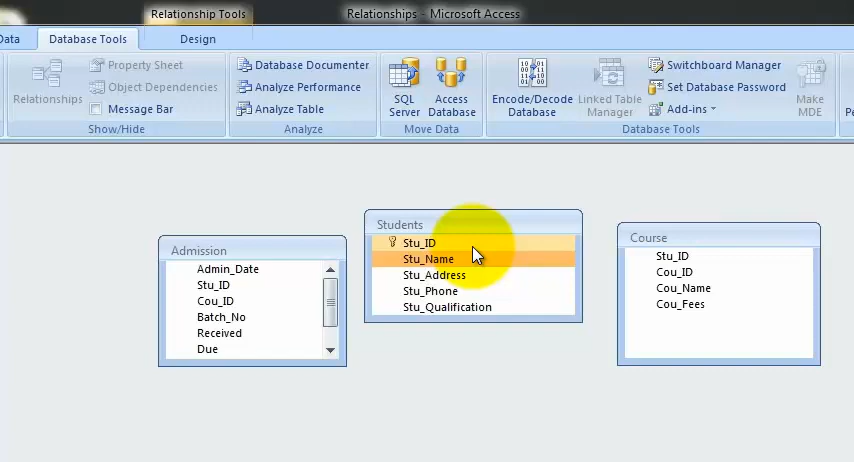 Relationship Tools
Relationships - Microsoft Access
Data
Database Tools
Design
Relationships
Property Sheet
Object Dependencies
Message Bar
Show/Hide
Database Documenter
Analyze Performance
Analyze Table
Analyze
SQL
Server
Access
Database
Move Data
Encode/Decode
Database
Linked Table
Manager
Switchboard Manager
Set Database Password
Add-ins
Make
MDE
Database Tools
Admission
Admin_Date
Stu_ID
Cou_ID
Batch_No
Received
Due
Students
Stu_ID
Stu_Name
Stu_Address
Stu_Phone
Stu_Qualification
Course
Stu_ID
Cou_ID
Cou_Name
Cou_Fees